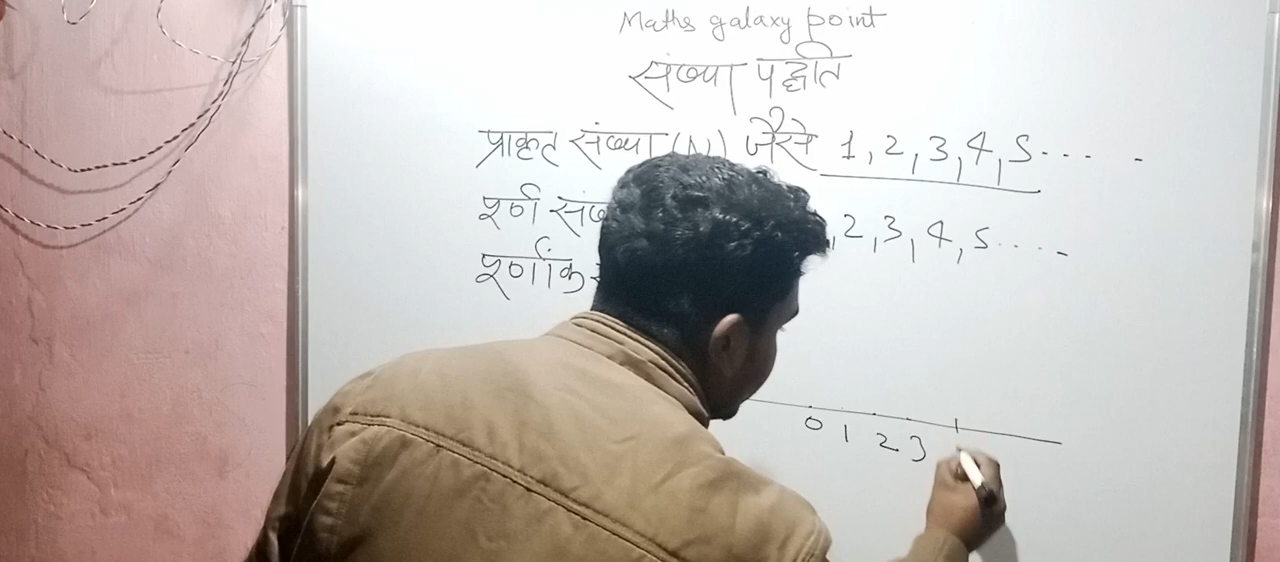 Maths galaxy point
संख्या पद्धति
प्राकृत संख्या (N) जैसे 1, 2, 3, 4, 5.... .
पूर्ण , 2, 3, 4, 5.....
पूर्णांक
0 1 2 3